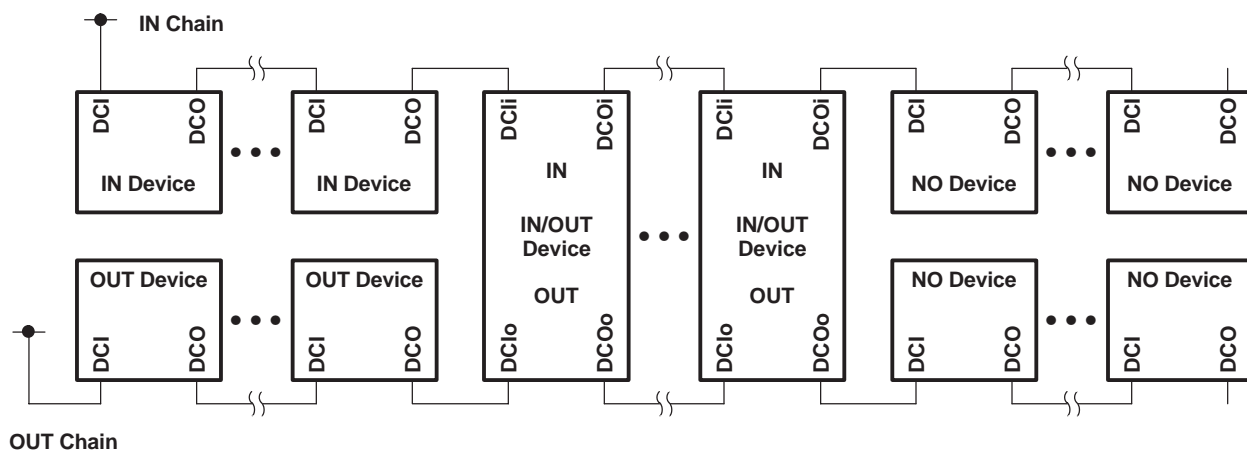 IN Chain
DCI
DCO
IN Device
DCI
DCO
IN Device
DCIi
DCOi
IN
IN/OUT
Device
OUT
DCIo
DCOo
DCIi
DCOi
IN
IN/OUT
Device
OUT
DCIo
DCOo
DCI
DCO
NO Device
DCI
DCO
NO Device
OUT Device
DCI
DCO
OUT Device
DCI
DCO
NO Device
DCI
DCO
NO Device
DCI
DCO
OUT Chain